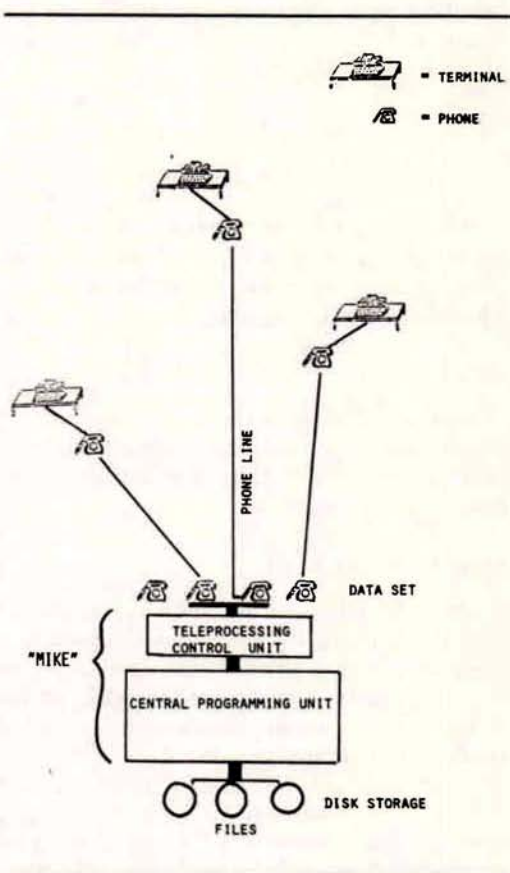 = TERMINAL
= PHONE
PHONE LINE
DATA SET
"MIKE"
TELEPROCESSING
CONTROL UNIT
CENTRAL PROGRAMMING UNIT
DISK STORAGE
FILES